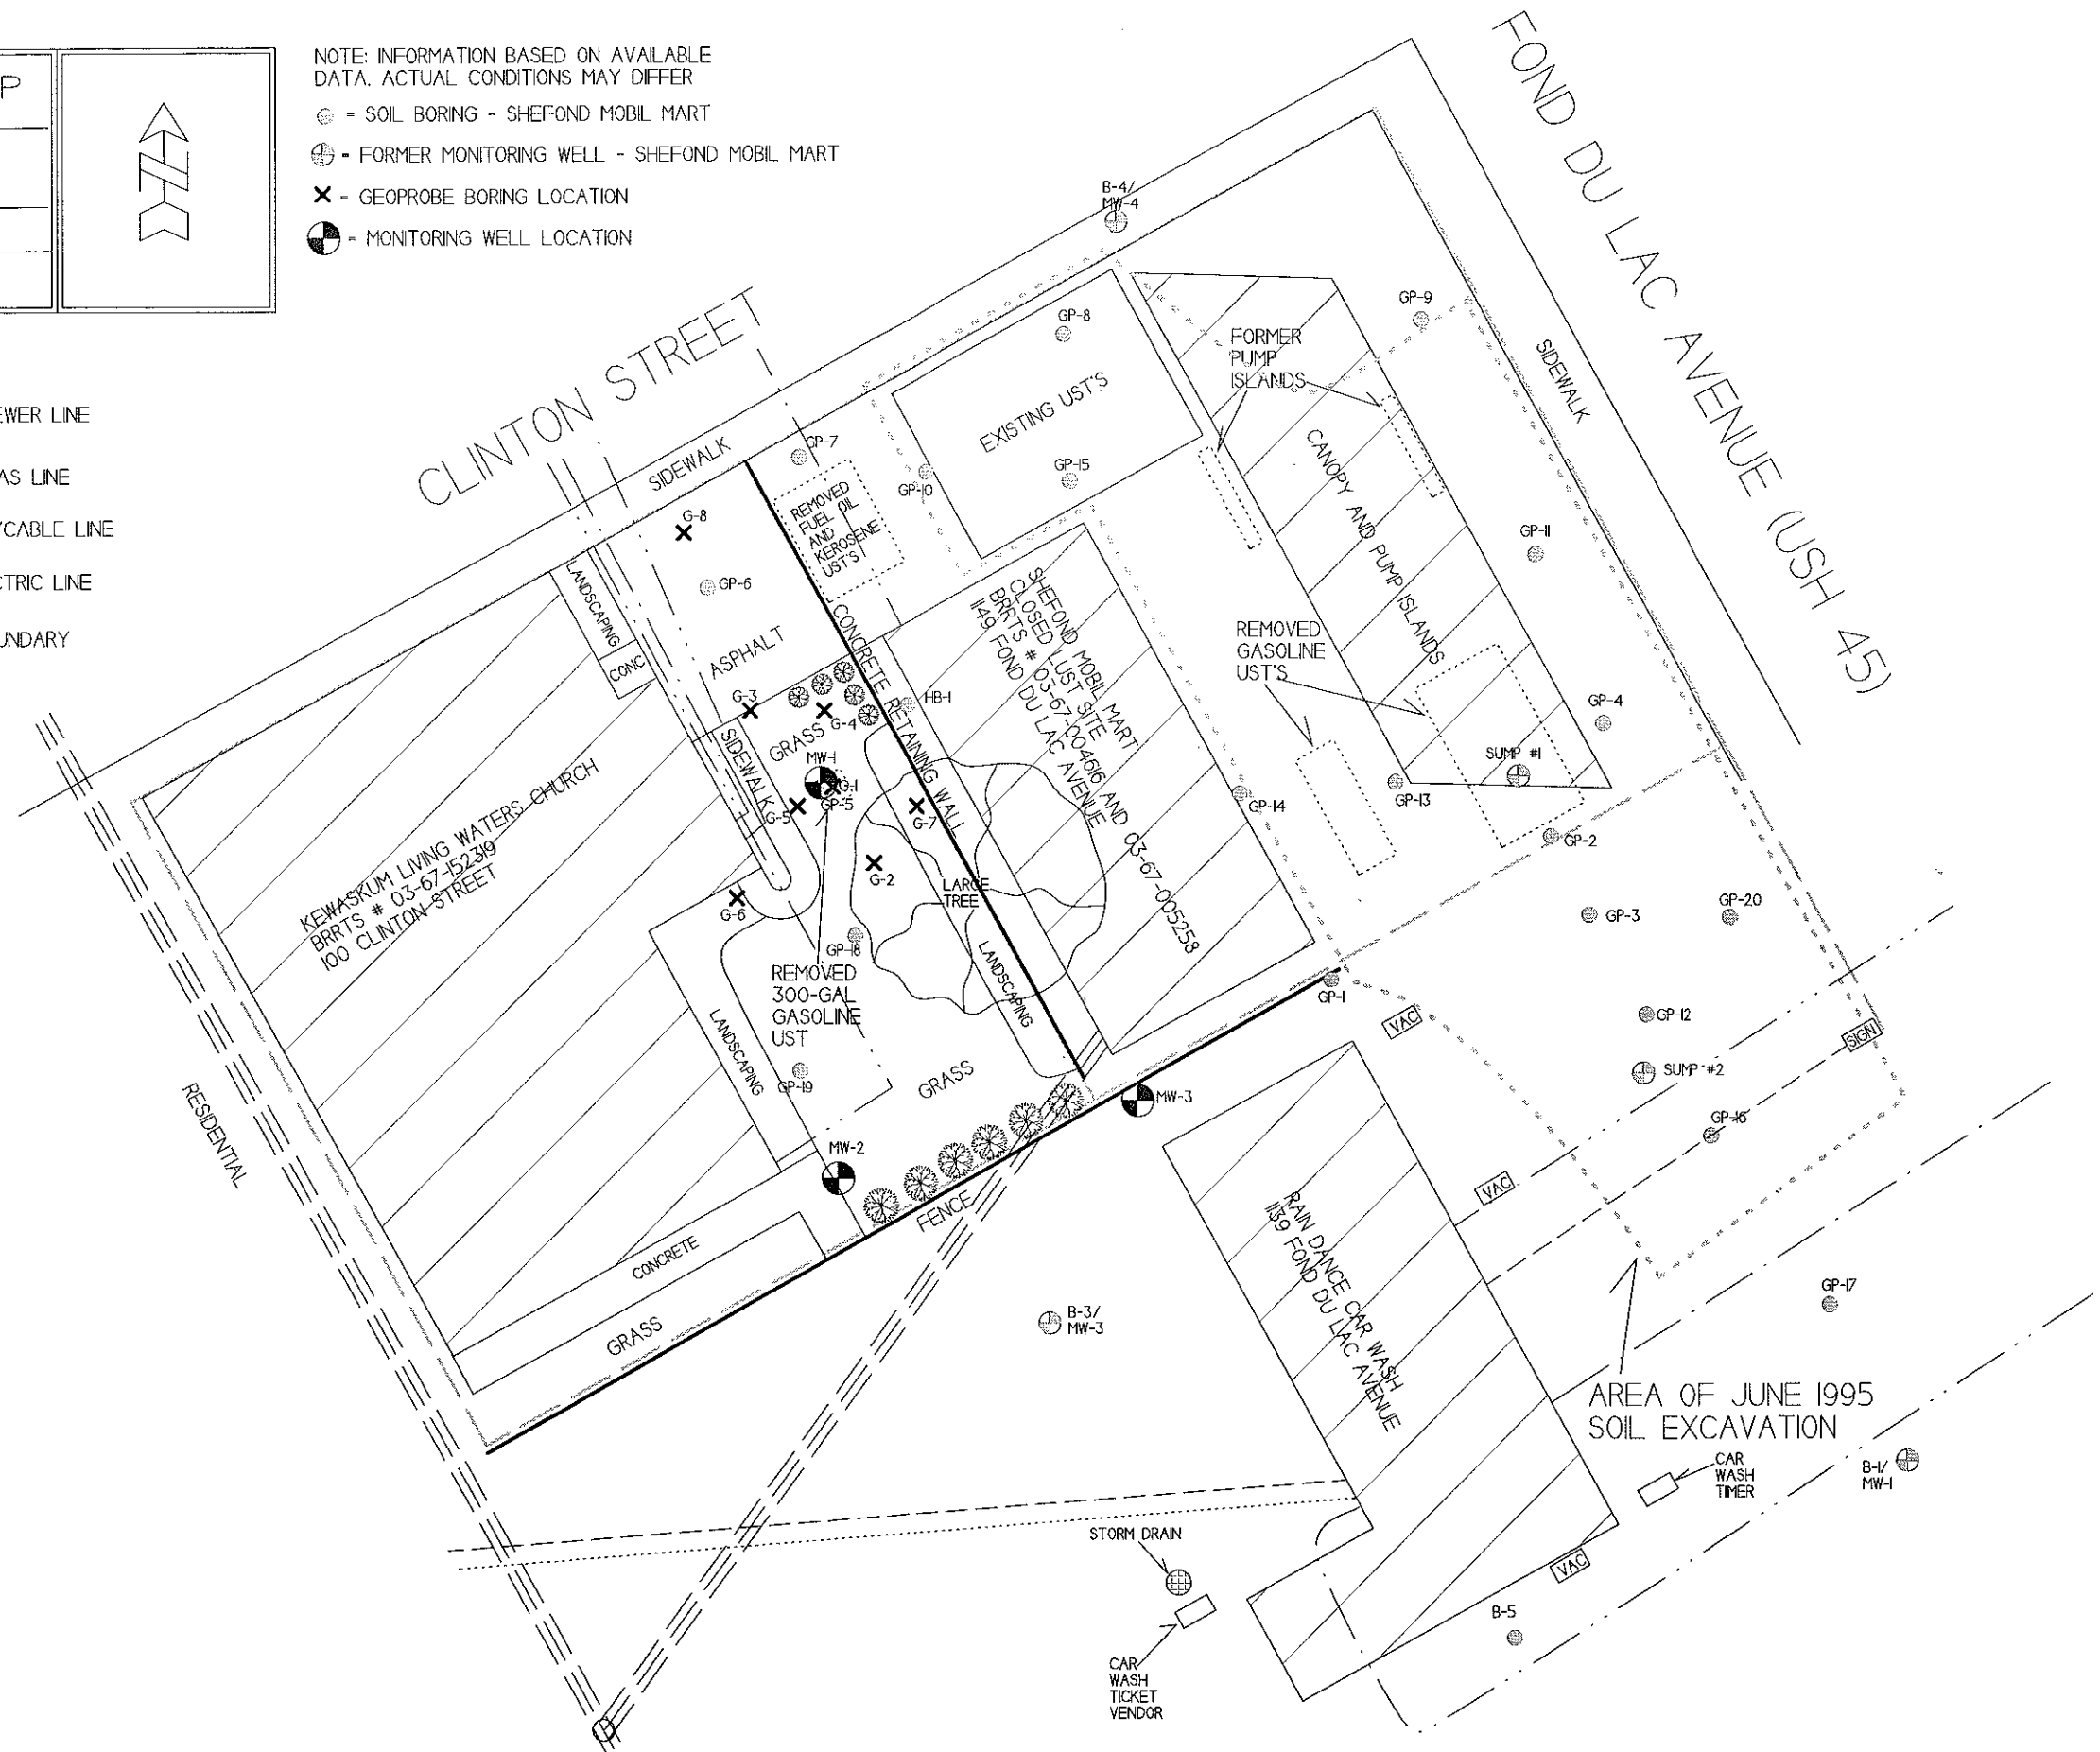 P
NOTE: INFORMATION BASED ON AVAILABLE
DATA. ACTUAL CONDITIONS MAY DIFFER
- SOIL BORING - SHEFOND MOBIL MART
- FORMER MONITORING WELL - SHEFOND MOBIL MART
- GEOPROBE BORING LOCATION
- MONITORING WELL LOCATION
EWER LINE
AS LINE
/CABLE LINE
CTRIC LINE
UNDARY
CLINTON STREET
FOND DU LAC AVENUE (USH 45)
SIDEWALK
SIDEWALK
B-4/
MW-4
GP-8
GP-9
FORMER
PUMP
ISLANDS
EXISTING UST'S
GP-7
GP-10
GP-15
REMOVED
FUEL OIL
AND
KEROSENE
UST'S
CANOPY AND PUMP ISLANDS
GP-11
G-8
GP-6
LANDSCAPING
CONC
ASPHALT
CONCRETE RETAINING WALL
SHEFOND MOBIL MART
CLOSED LUST SITE
BRRTS # 03-67-004616 AND 03-67-005258
1149 FOND DU LAC AVENUE
REMOVED
GASOLINE
UST'S
GP-4
G-3
G-4
HB-1
GRASS
SIDEWALK
MW-1
G-1
G-5
GP-5
G-7
SUMP #1
GP-14
GP-13
GP-2
KEWASKUM LIVING WATERS CHURCH
BRRTS # 03-67-152319
100 CLINTON STREET
G-2
LARGE
TREE
G-6
GP-18
GP-3
GP-20
REMOVED
300-GAL
GASOLINE
UST
LANDSCAPING
LANDSCAPING
GP-1
VAC
GP-12
SIGN
GP-19
GRASS
SUMP #2
MW-3
RESIDENTIAL
MW-2
GP-16
VAC
FENCE
CONCRETE
RAIN DANCE CAR WASH
1139 FOND DU LAC AVENUE
GP-17
B-3/
MW-3
GRASS
AREA OF JUNE 1995
SOIL EXCAVATION
CAR
WASH
TIMER
B-1/
MW-1
STORM DRAIN
VAC
B-5
CAR
WASH
TICKET
VENDOR